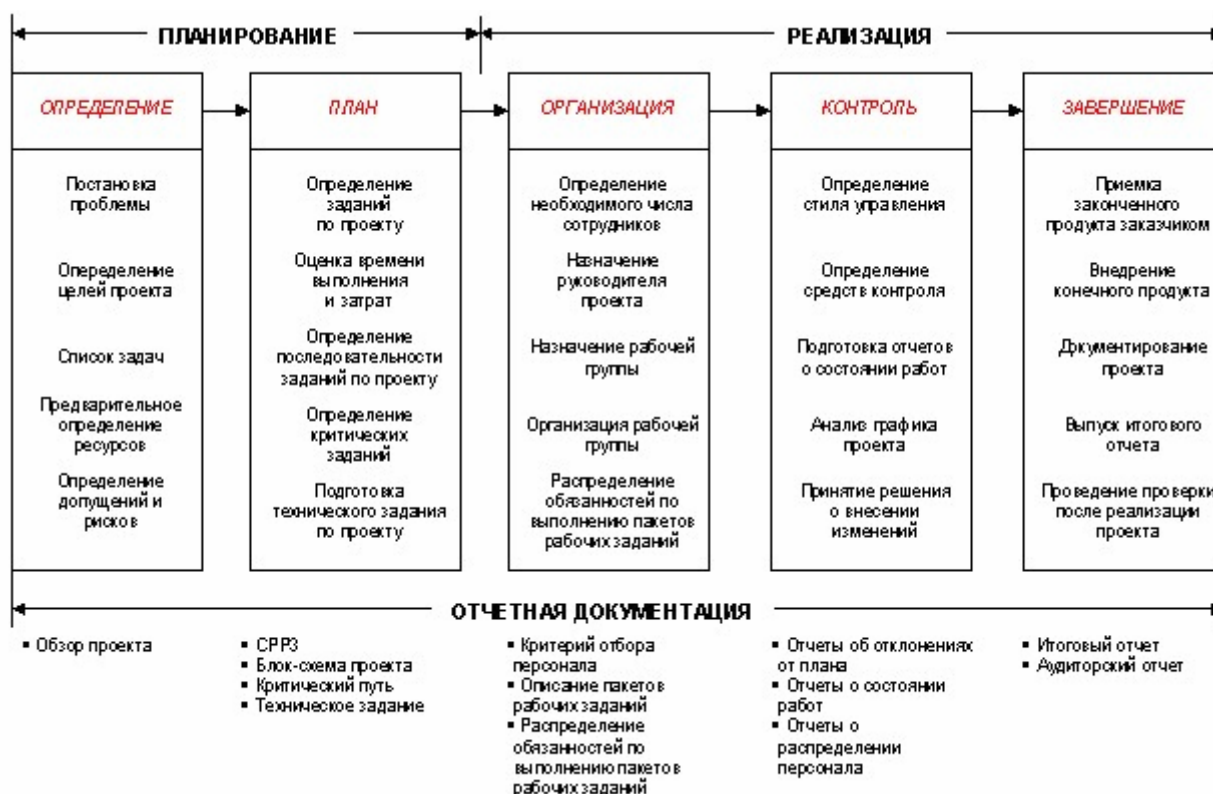 ПЛАНИРОВАНИЕ
РЕАЛИЗАЦИЯ
ОПРЕДЕЛЕНИЕ
ПЛАН
ОРГАНИЗАЦИЯ
КОНТРОЛЬ
ЗАВЕРШЕНИЕ
Постановка
проблемы
Опеределение
целей проекта
Список задач
Предварительное
определение
ресурсов
Определение
допущений и
рисков
Определение
заданий
по проекту
Оценка времени
выполнения
и затрат
Определение
последовательности
заданий по проекту
Определение
критических
заданий
Подготовка
технического задания
по проекту
Определение
необходимого числа
сотрудников
Назначение
руководителя
проекта
Назначение рабочей
группы
Организация рабочей
группы
Распределение
обязанностей по
выполнению пакетов
рабочих заданий
Определение
стиля управления
Определение
средств контроля
Подготовка отчетов
о состоянии работ
Анализ графика
проекта
Принятие решения
о внесении
изменений
Приемка
законченного
продукта заказчиком
Внедрение
конечного продукта
Документирование
проекта
Выпуск итогового
отчета
Проведение проверки
после реализации
проекта
ОТЧЕТНАЯ ДОКУМЕНТАЦИЯ
▪ Обзор проекта
▪ СРРЗ
▪ Блок-схема проекта
▪ Критический путь
▪ Техническое задание
▪ Критерий отбора
персонала
▪ Описание пакетов
рабочих заданий
▪ Распределение
обязанностей по
выполнению пакетов
рабочих заданий
▪ Отчеты об отклонениях
от плана
▪ Отчеты о состоянии
работ
▪ Отчеты о
распределении
персонала
▪ Итоговый отчет
▪ Аудиторский отчет